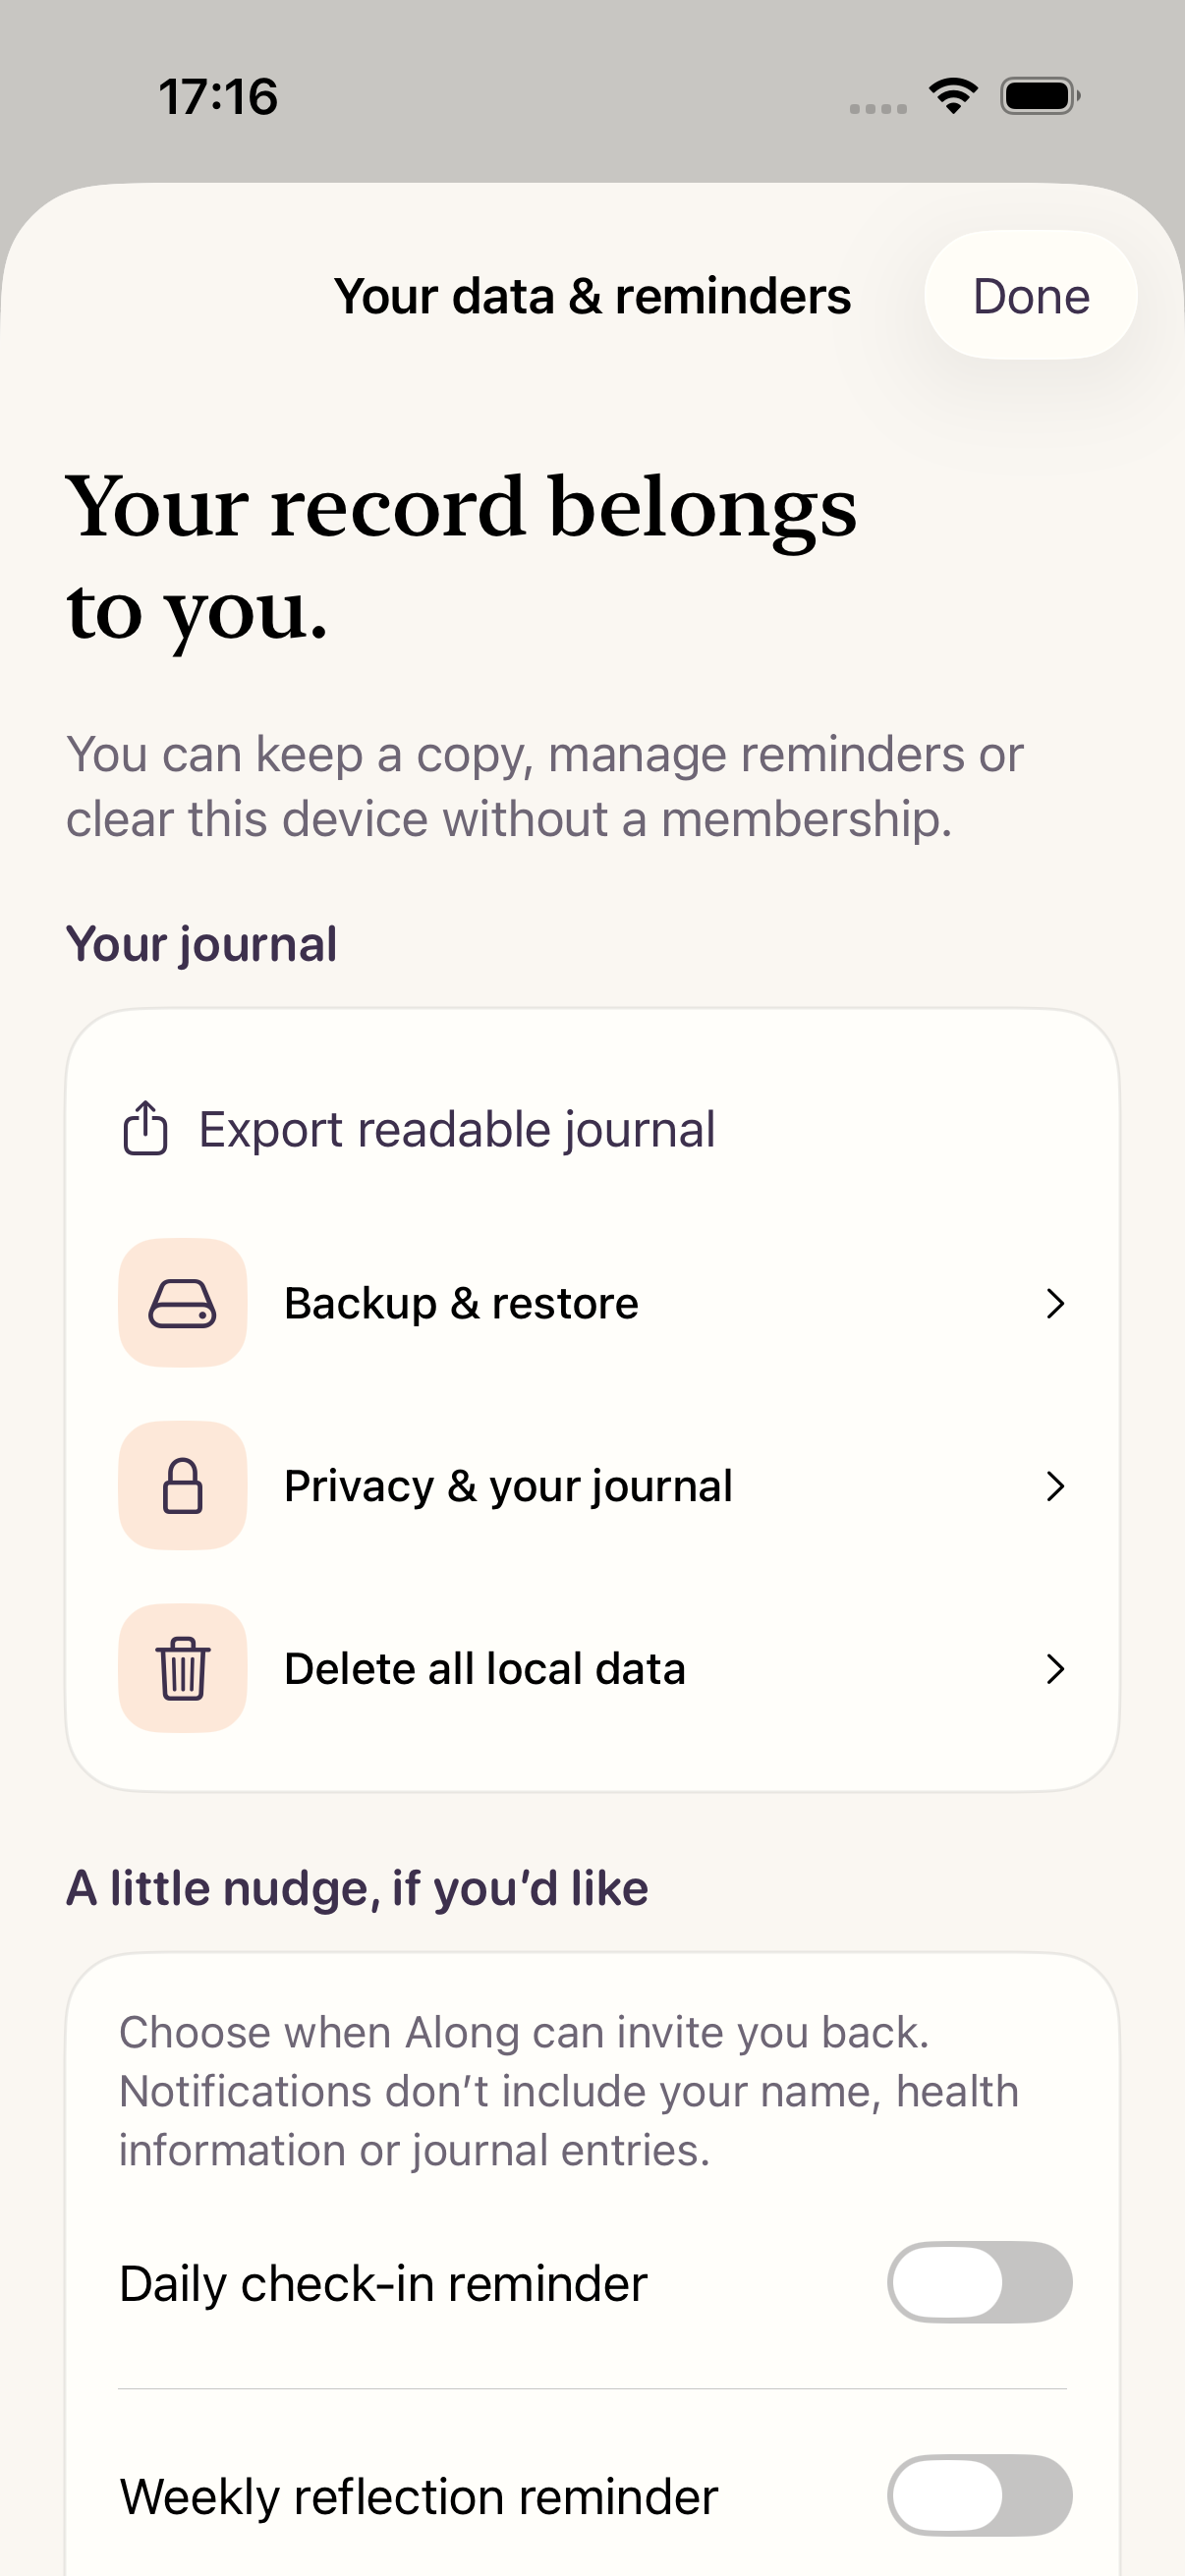 17:16
Your data & reminders
Done
Your record belongs
to you.
You can keep a copy, manage reminders or
clear this device without a membership.
Your journal
Export readable journal
Backup & restore
Privacy & your journal
Delete all local data
A little nudge, if you’d like
Choose when Along can invite you back.
Notifications don’t include your name, health
information or journal entries.
Daily check-in reminder
Weekly reflection reminder